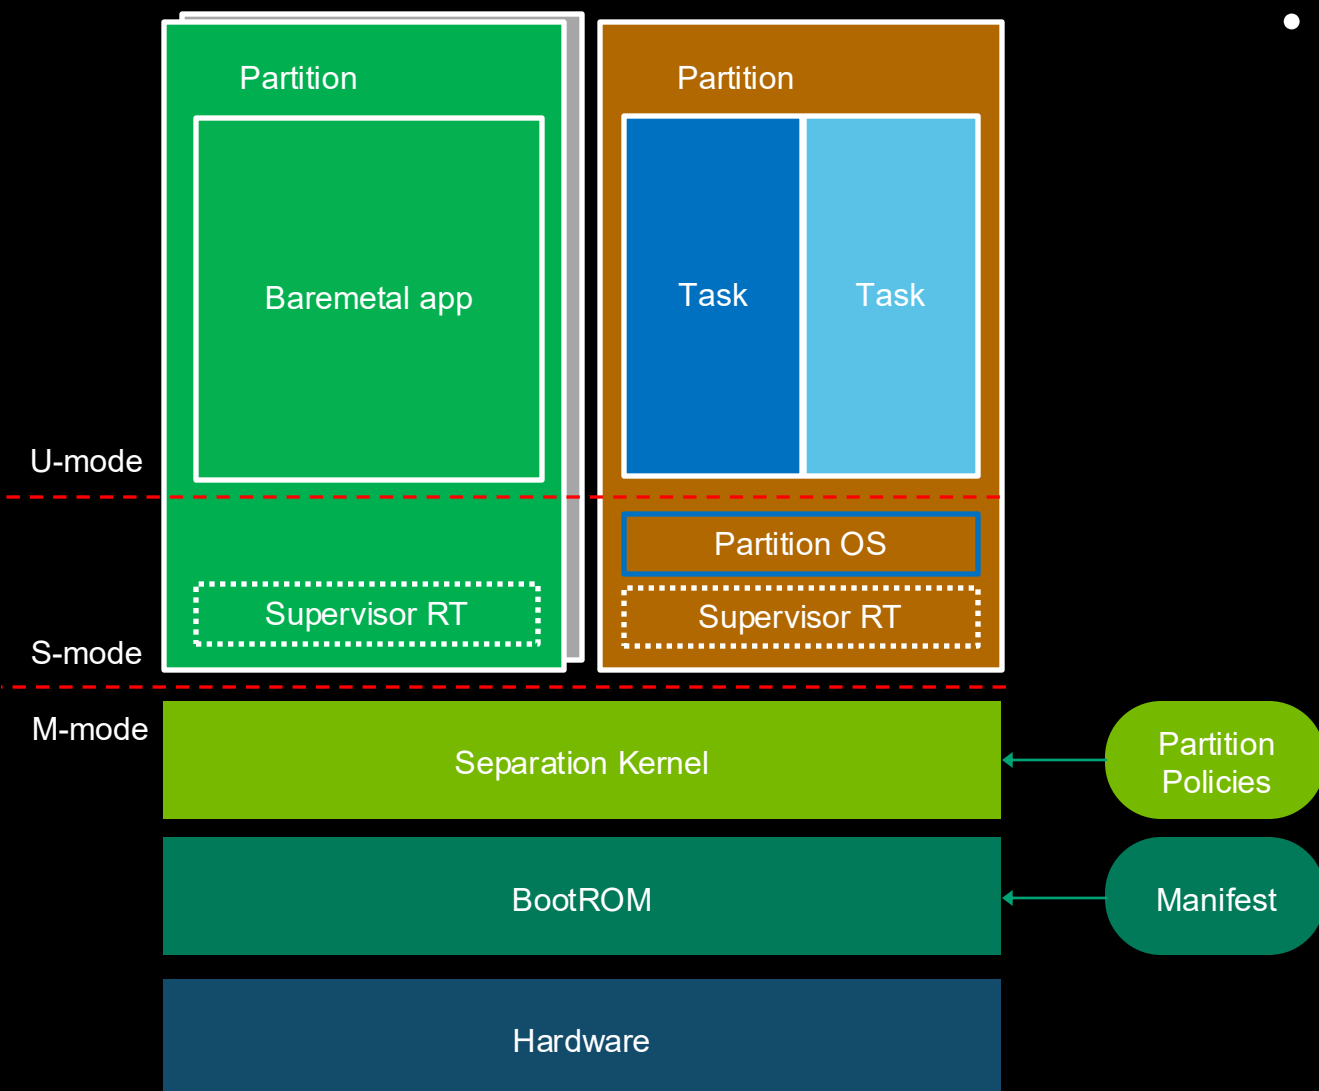 Partition
Partition
Baremetal app
Task
Task
U-mode
Partition OS
Supervisor RT
Supervisor RT
S-mode
M-mode
Separation Kernel
Partition
Policies
BootROM
Manifest
Hardware